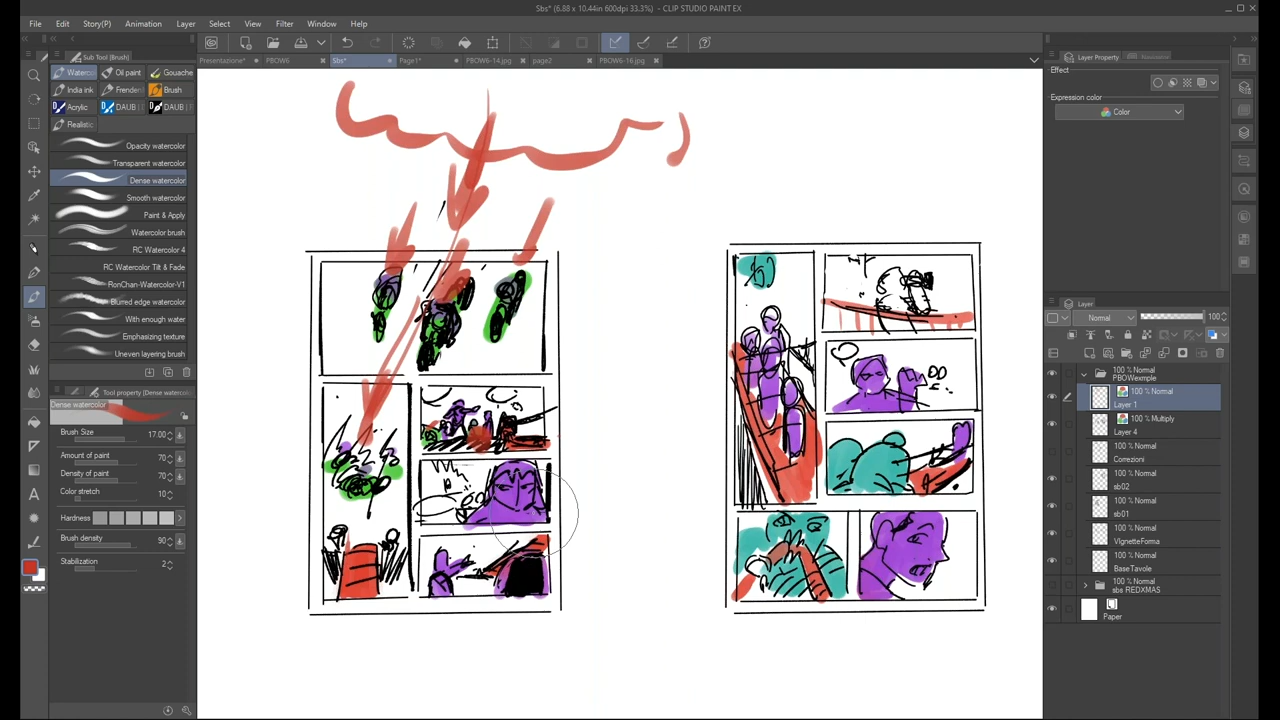 Sbs* (6.88 x 10.44in 600dpi 33.3%) - CLIP STUDIO PAINT EX
File Edit View Story(P) Animation Layer Select View Filter Window Help
Sub Tool [Brush]
Presentazione* PBOW6 Sbs* Page1* PBOW6-14.jpg page2 PBOW6-16.jpg
Oil paint Gouache
India ink Brush
Acrylic DAUB DAUB
Realistic
Opacity watercolor
Transparent watercolor
Dense watercolor
Smooth watercolor
Paint & Apply
Watercolor brush
RC Watercolor 4
RC Watercolor Tilt & Fade
RonChan-Watercolor-V1
Blurred edge watercolor
With enough water
Emphasizing texture
Uneven layering brush
Tool property [Dense waterco
Dense watercolor
Brush Size 17.00
Amount of paint 70
Density of paint 70
Color stretch 10
Hardness
Brush density 90
Stabilization 2
Layer Property
Effect
Expression color
Color
Layer
Normal 100
100 % Normal
PBOWexmple
100 % Normal
Layer 1
100 % Multiply
Layer 4
100 % Normal
Correzioni
100 % Normal
sb02
100 % Normal
sb01
100 % Normal
VIgnetteForma
100 % Normal
BaseTavole
100 % Normal
sbs REDXMAS
Paper